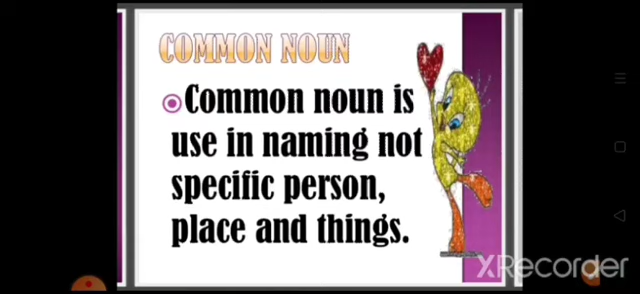 COMMON NOUN
Common noun is
use in naming not
specific person,
place and things.
XRecorder